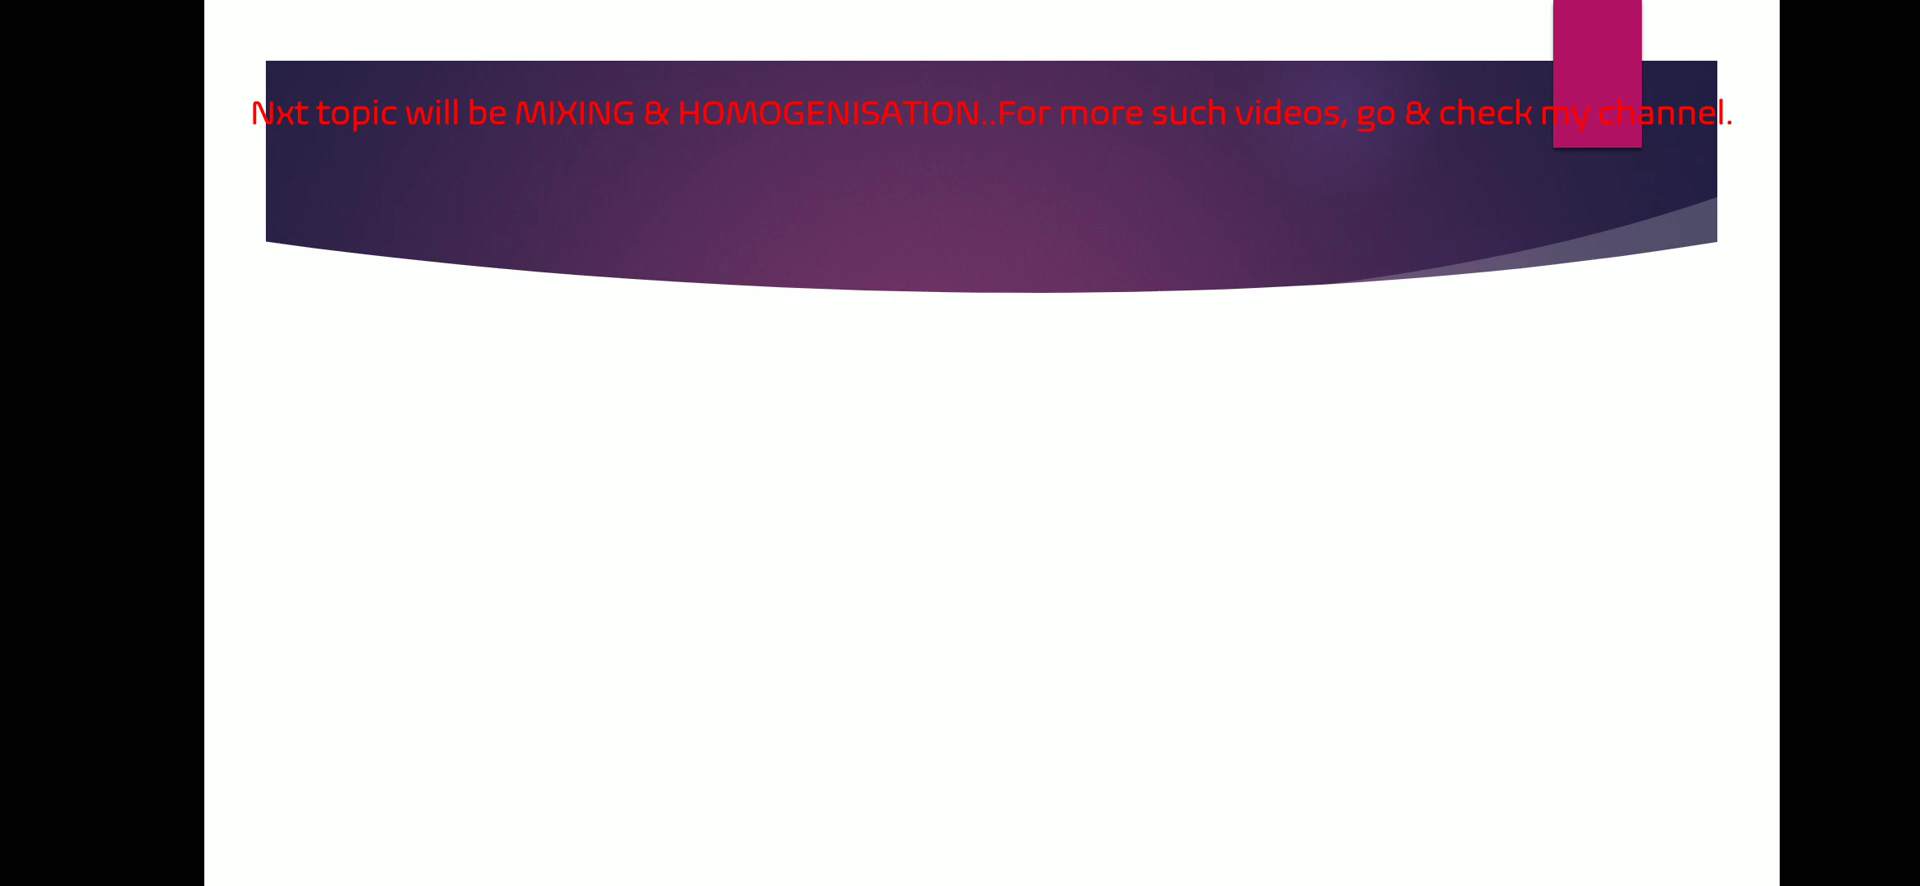 Nxt topic will be MIXING & HOMOGENISATION..For more such videos, go & check my channel.